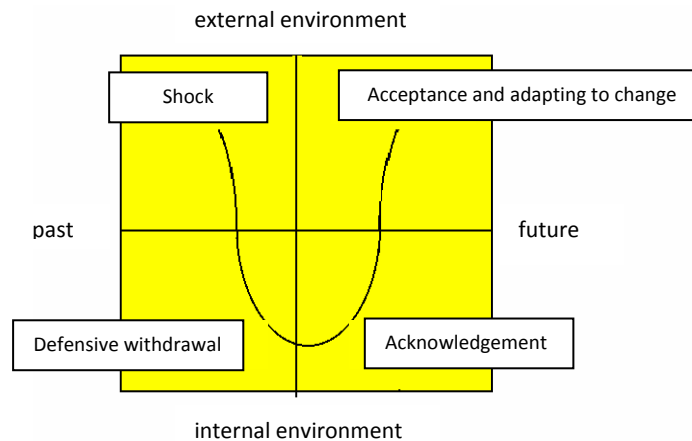 external environment
Shock
Acceptance and adapting to change
past
future
Defensive withdrawal
Acknowledgement
internal environment